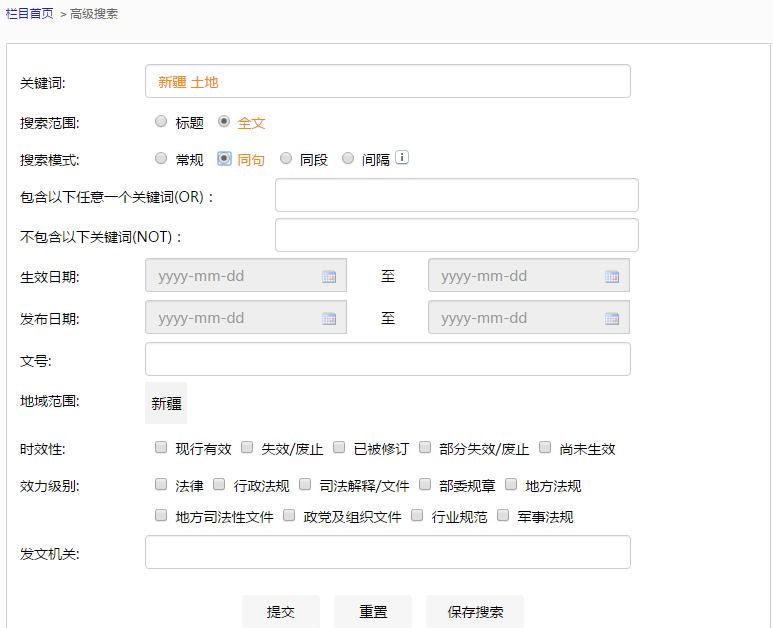 栏目首页 > 高级搜索
关键词: 新疆 土地
搜索范围: 标题 全文
搜索模式: 常规 同句 同段 间隔 i
包含以下任意一个关键词(OR)：
不包含以下关键词(NOT)：
生效日期: yyyy-mm-dd 至 yyyy-mm-dd
发布日期: yyyy-mm-dd 至 yyyy-mm-dd
文号:
地域范围: 新疆
时效性: 现行有效 失效/废止 已被修订 部分失效/废止 尚未生效
效力级别: 法律 行政法规 司法解释/文件 部委规章 地方法规
地方司法性文件 政党及组织文件 行业规范 军事法规
发文机关:
提交 重置 保存搜索